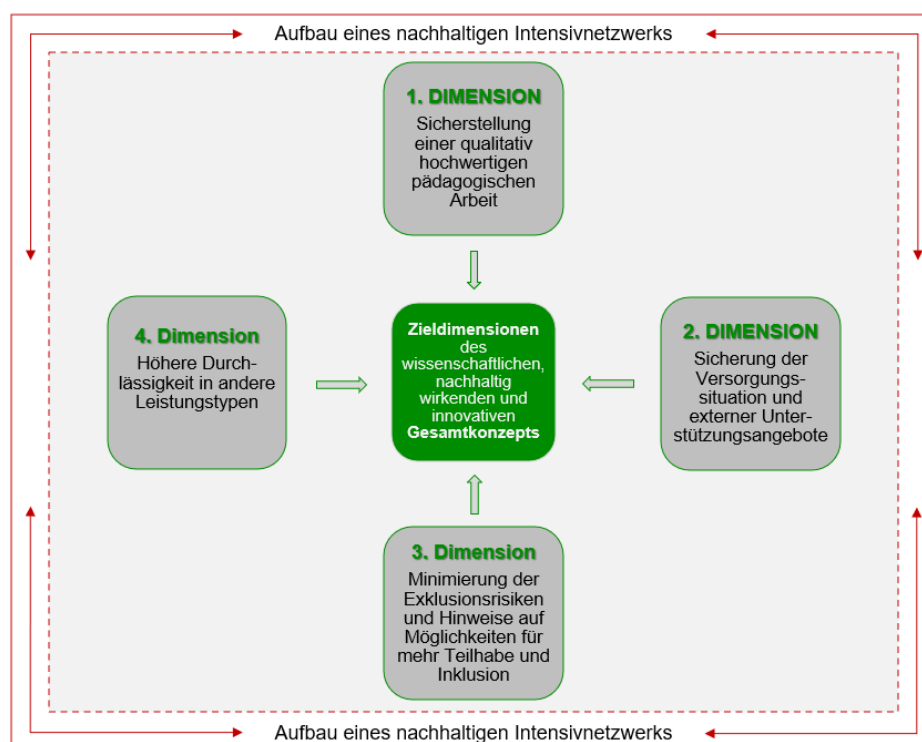 Aufbau eines nachhaltigen Intensivnetzwerks
1. DIMENSION
Sicherstellung
einer qualitativ
hochwertigen
pädagogischen
Arbeit
4. Dimension
Höhere Durch-
lässigkeit in andere
Leistungstypen
Zieldimensionen
des
wissenschaftlichen,
nachhaltig
wirkenden und
innovativen
Gesamtkonzepts
2. DIMENSION
Sicherung der
Versorgungs-
situation und
externer Unter-
stützungsangebote
3. Dimension
Minimierung der
Exklusionsrisiken
und Hinweise auf
Möglichkeiten für
mehr Teilhabe und
Inklusion
Aufbau eines nachhaltigen Intensivnetzwerks